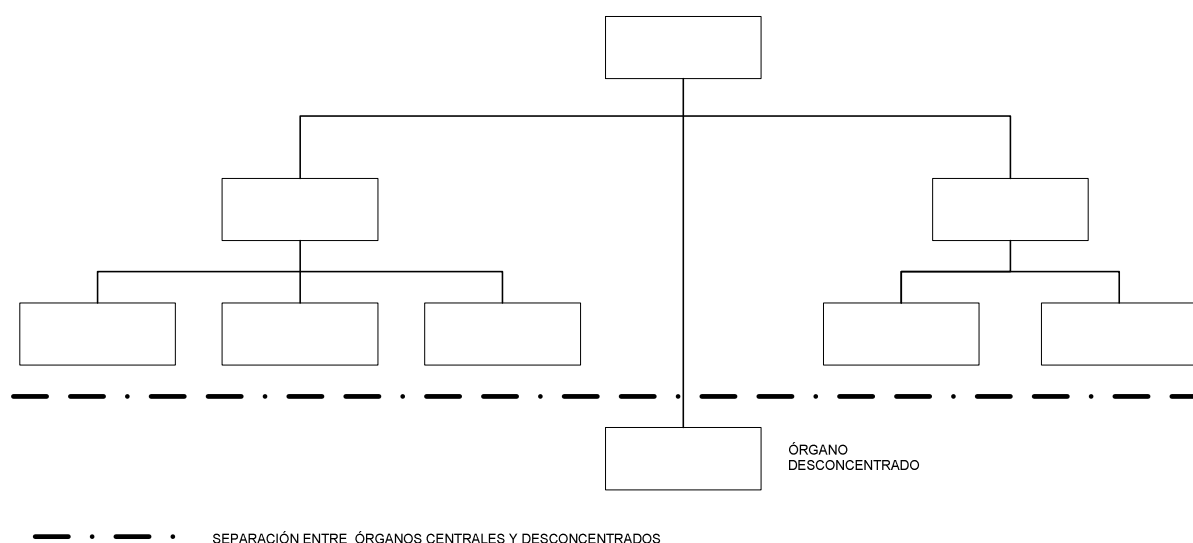 ÓRGANO
DESCONCENTRADO
SEPARACIÓN ENTRE ÓRGANOS CENTRALES Y DESCONCENTRADOS